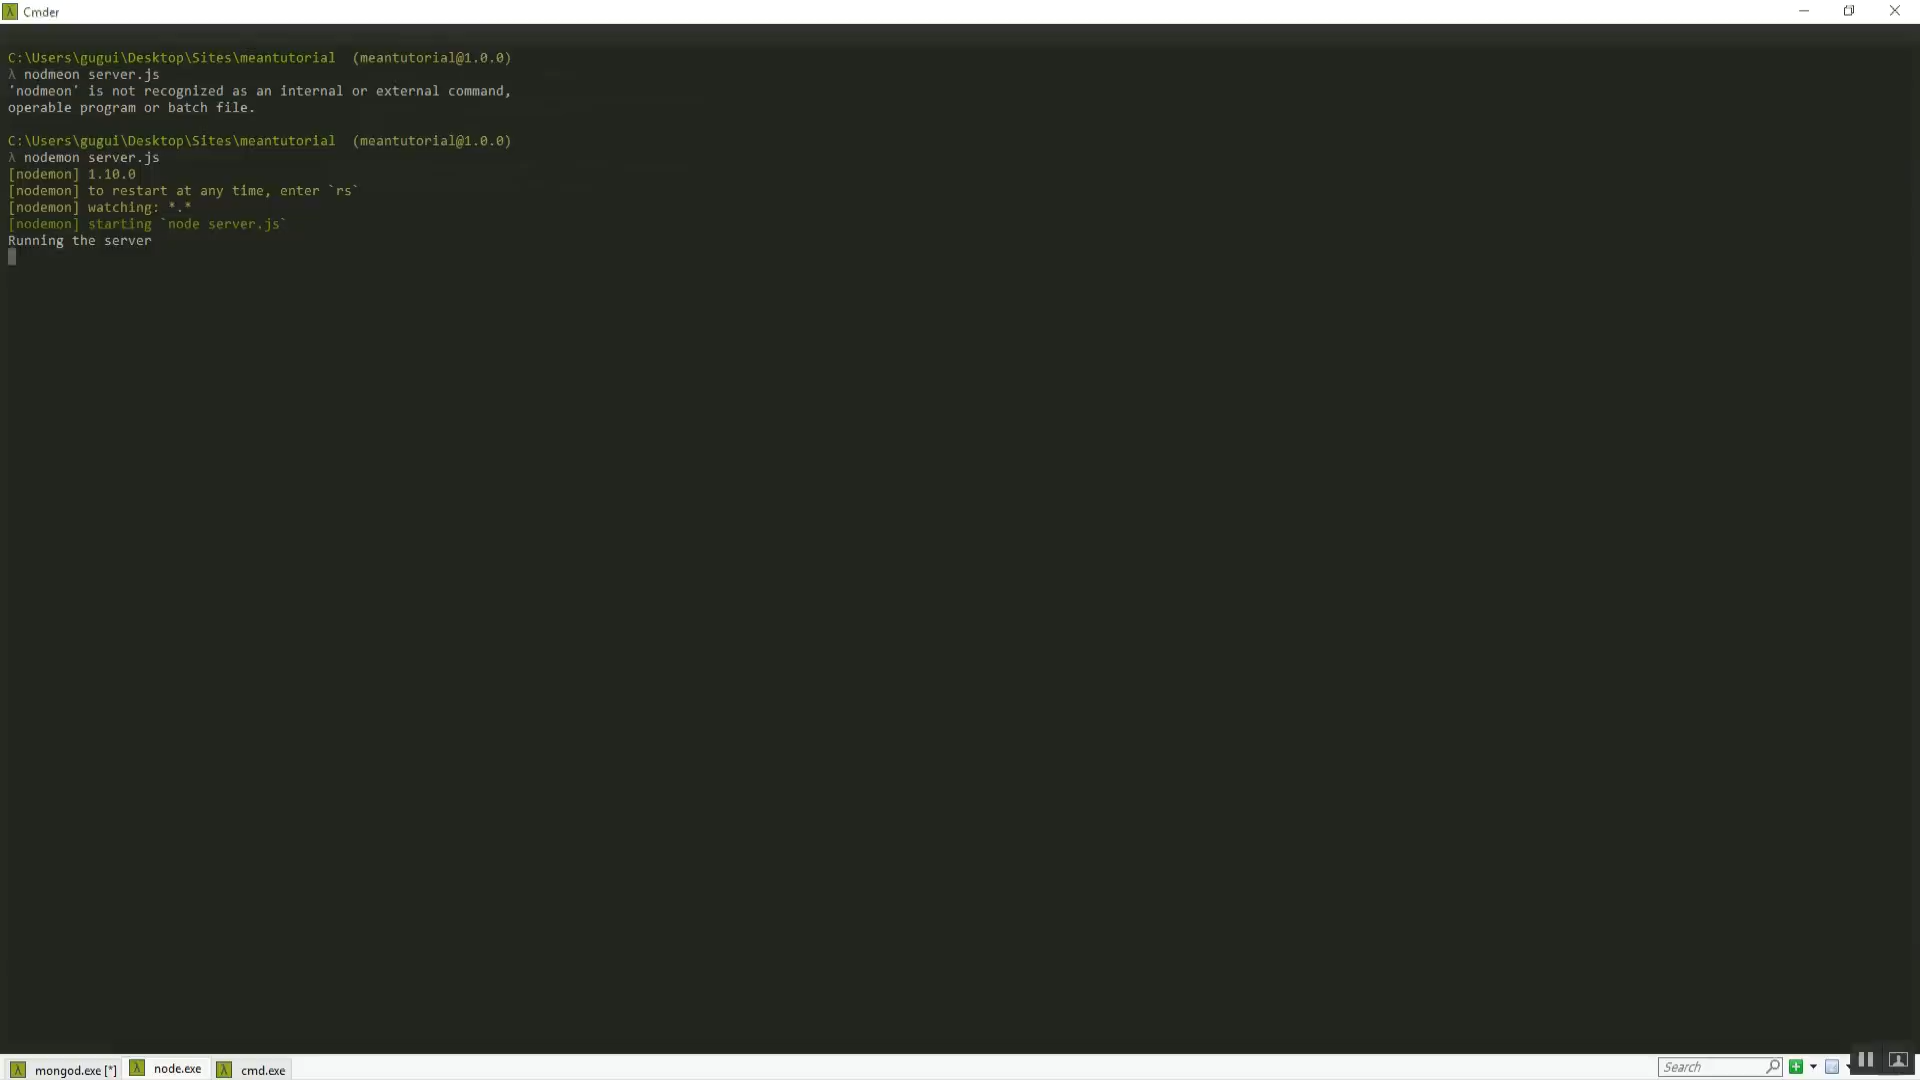 Cmder
C:\Users\gugui\Desktop\Sites\meantutorial (meantutorial@1.0.0)
λ nodmeon server.js
'nodmeon' is not recognized as an internal or external command,
operable program or batch file.
C:\Users\gugui\Desktop\Sites\meantutorial (meantutorial@1.0.0)
λ nodemon server.js
[nodemon] 1.10.0
[nodemon] to restart at any time, enter `rs`
[nodemon] watching: *.*
[nodemon] starting `node server.js`
Running the server
mongod.exe [*] node.exe cmd.exe Search